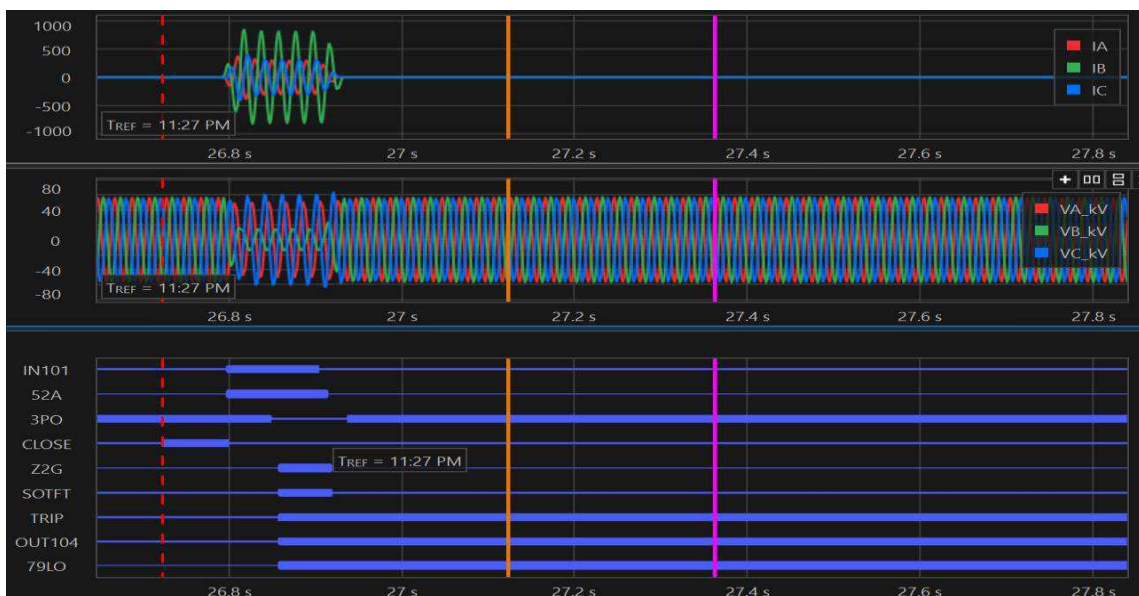 1000
500
0
-500
-1000
IA
IB
IC
TREF = 11:27 PM
26.8 s 27 s 27.2 s 27.4 s 27.6 s 27.8 s
80
40
0
-40
-80
VA_kV
VB_kV
VC_kV
TREF = 11:27 PM
26.8 s 27 s 27.2 s 27.4 s 27.6 s 27.8 s
IN101
52A
3PO
CLOSE
TREF = 11:27 PM
Z2G
SOTFT
TRIP
OUT104
79LO
26.8 s 27 s 27.2 s 27.4 s 27.6 s 27.8 s